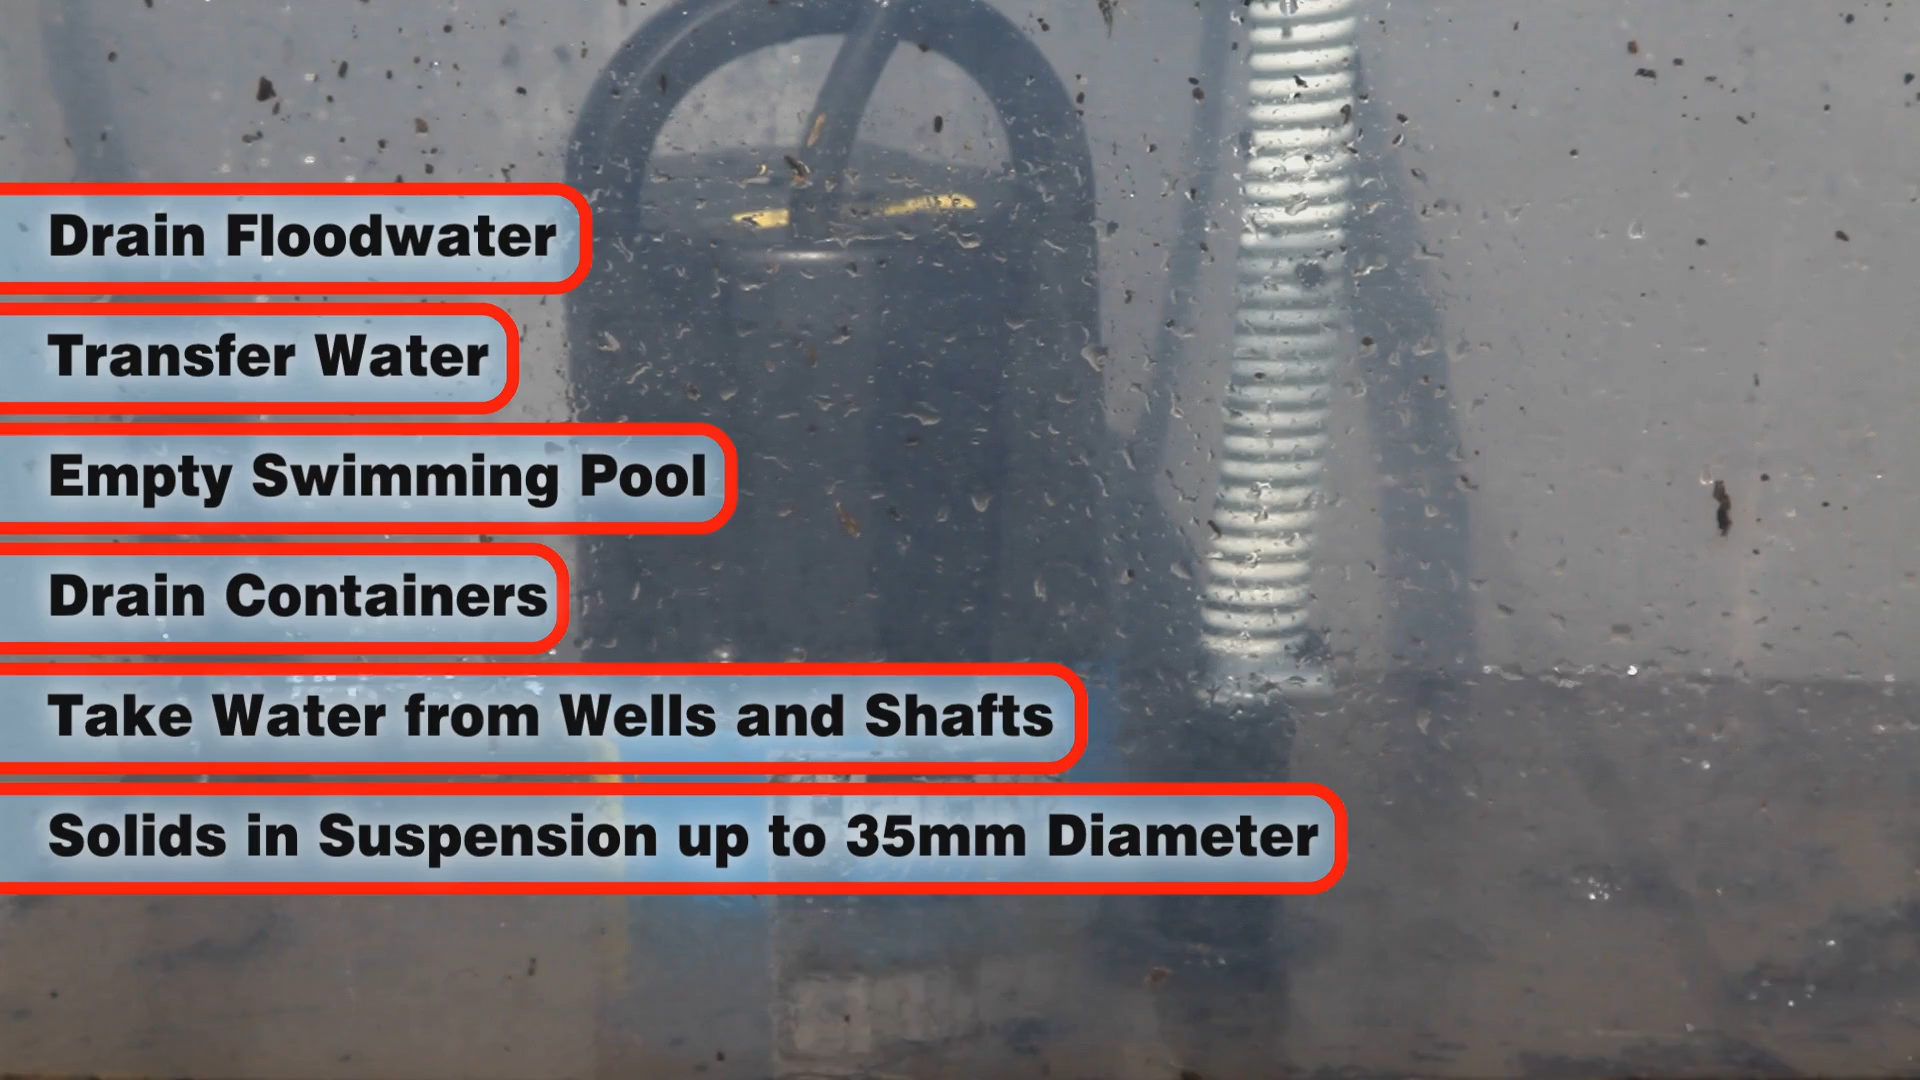 Drain Floodwater
Transfer Water
Empty Swimming Pool
Drain Containers
Take Water from Wells and Shafts
Solids in Suspension up to 35mm Diameter